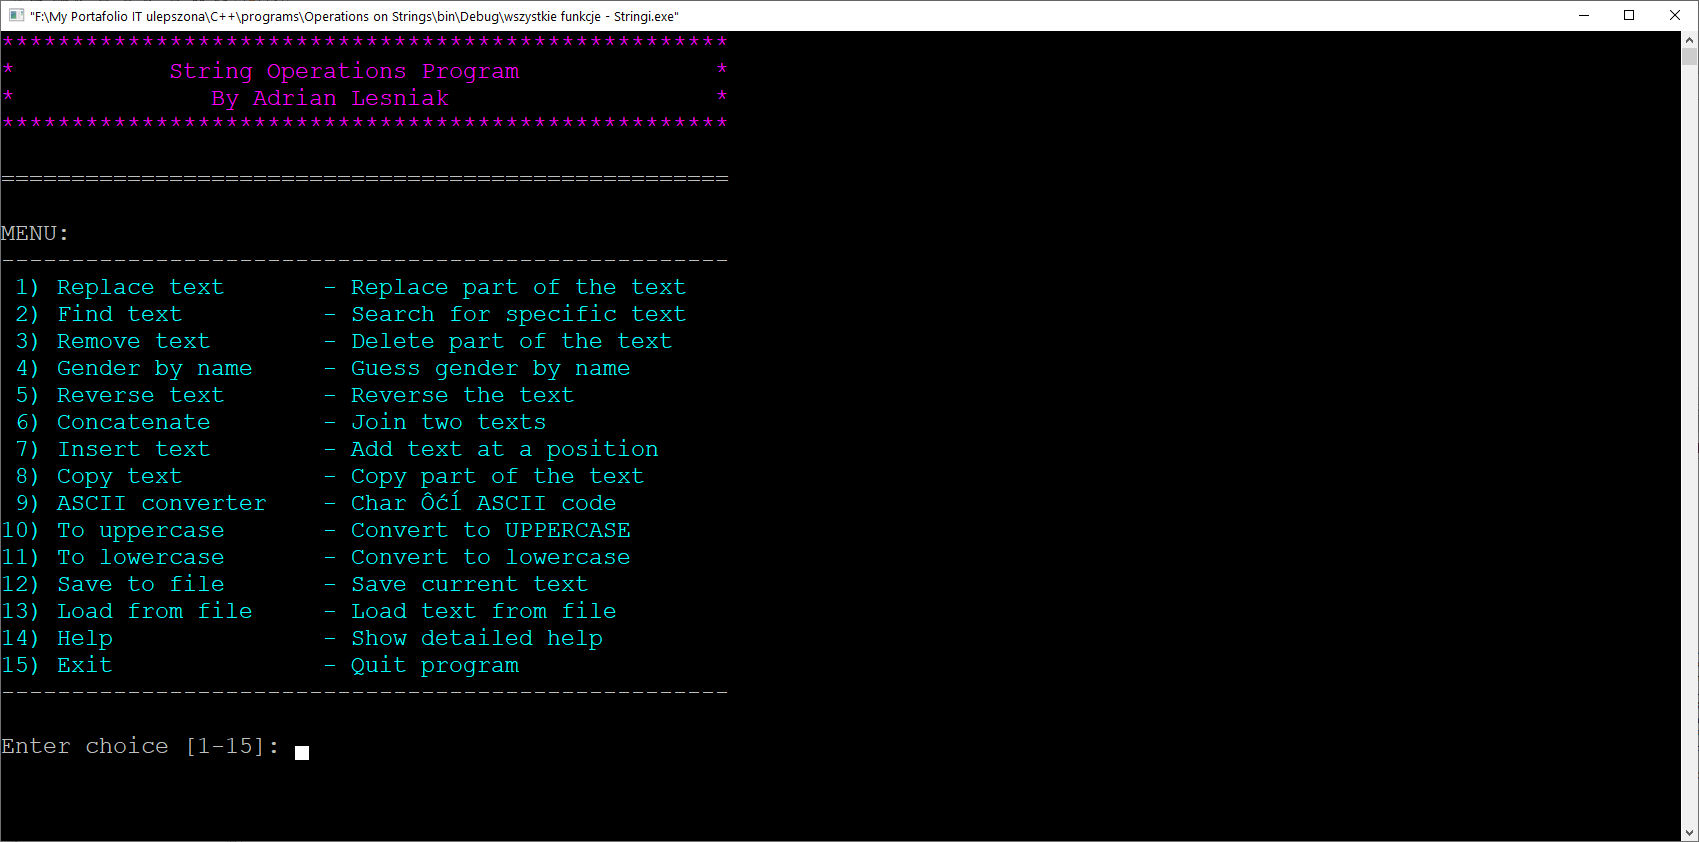 "F:\My Portafolio IT ulepszona\C++\programs\Operations on Strings\bin\Debug\wszystkie funkcje - Stringi.exe"
****************************************************
* String Operations Program *
* By Adrian Lesniak *
****************************************************
====================================================
MENU:
----------------------------------------------------
1) Replace text - Replace part of the text
2) Find text - Search for specific text
3) Remove text - Delete part of the text
4) Gender by name - Guess gender by name
5) Reverse text - Reverse the text
6) Concatenate - Join two texts
7) Insert text - Add text at a position
8) Copy text - Copy part of the text
9) ASCII converter - Char ÔćÍ ASCII code
10) To uppercase - Convert to UPPERCASE
11) To lowercase - Convert to lowercase
12) Save to file - Save current text
13) Load from file - Load text from file
14) Help - Show detailed help
15) Exit - Quit program
----------------------------------------------------
Enter choice [1-15]: